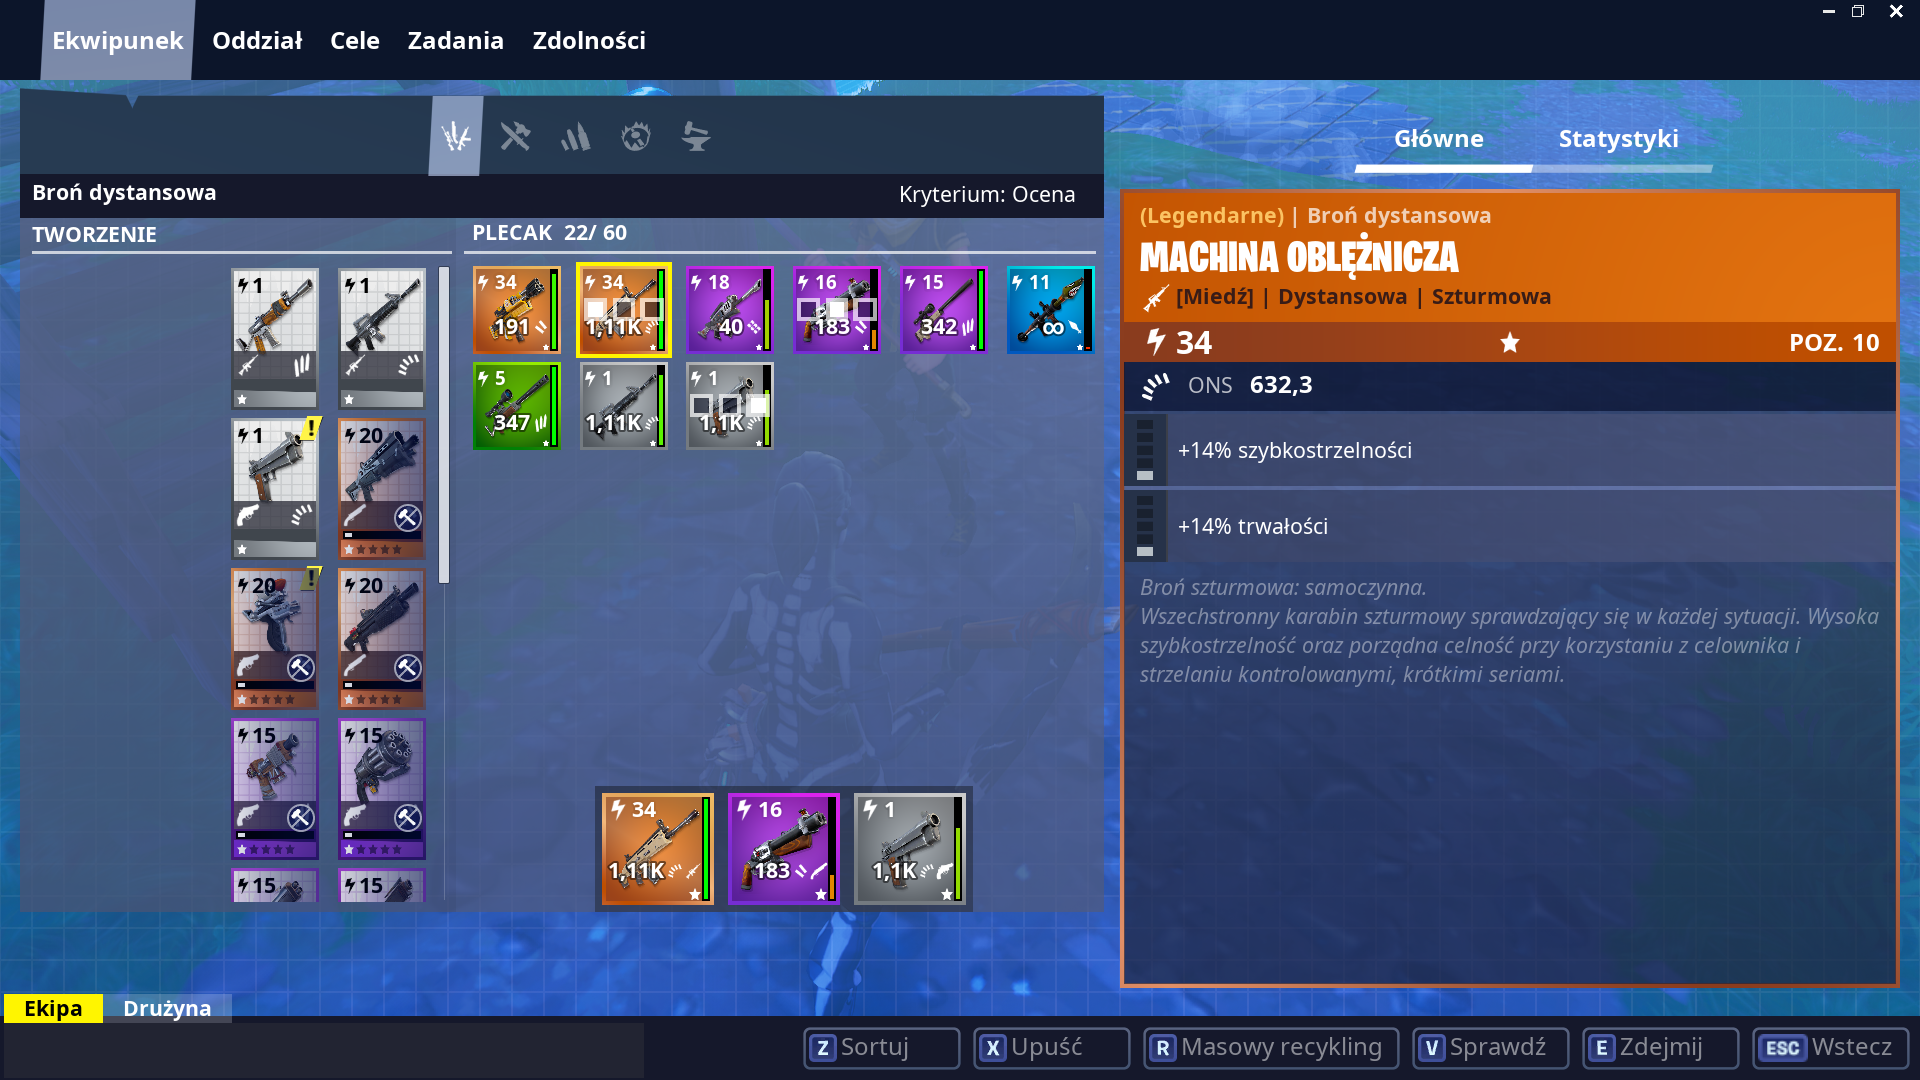 Ekwipunek Oddział Cele Zadania Zdolności
Broń dystansowa
Kryterium: Ocena
TWORZENIE
PLECAK 22/ 60
1 1
1 ! 20
20 ! 20
15 15
15 15
34 34 18 16 15 11
191 1,11K 40 183 342 ∞
5 1 1
347 1,11K 1,1K
34 16 1
1,11K 183 1,1K
Główne Statystyki
(Legendarne) | Broń dystansowa
MACHINA OBLĘŻNICZA
[Miedź] | Dystansowa | Szturmowa
34 POZ. 10
ONS 632,3
+14% szybkostrzelności
+14% trwałości
Broń szturmowa: samoczynna.
Wszechstronny karabin szturmowy sprawdzający się w każdej sytuacji. Wysoka
szybkostrzelność oraz porządna celność przy korzystaniu z celownika i
strzelaniu kontrolowanymi, krótkimi seriami.
Ekipa Drużyna
Z Sortuj X Upuść R Masowy recykling V Sprawdź E Zdejmij ESC Wstecz